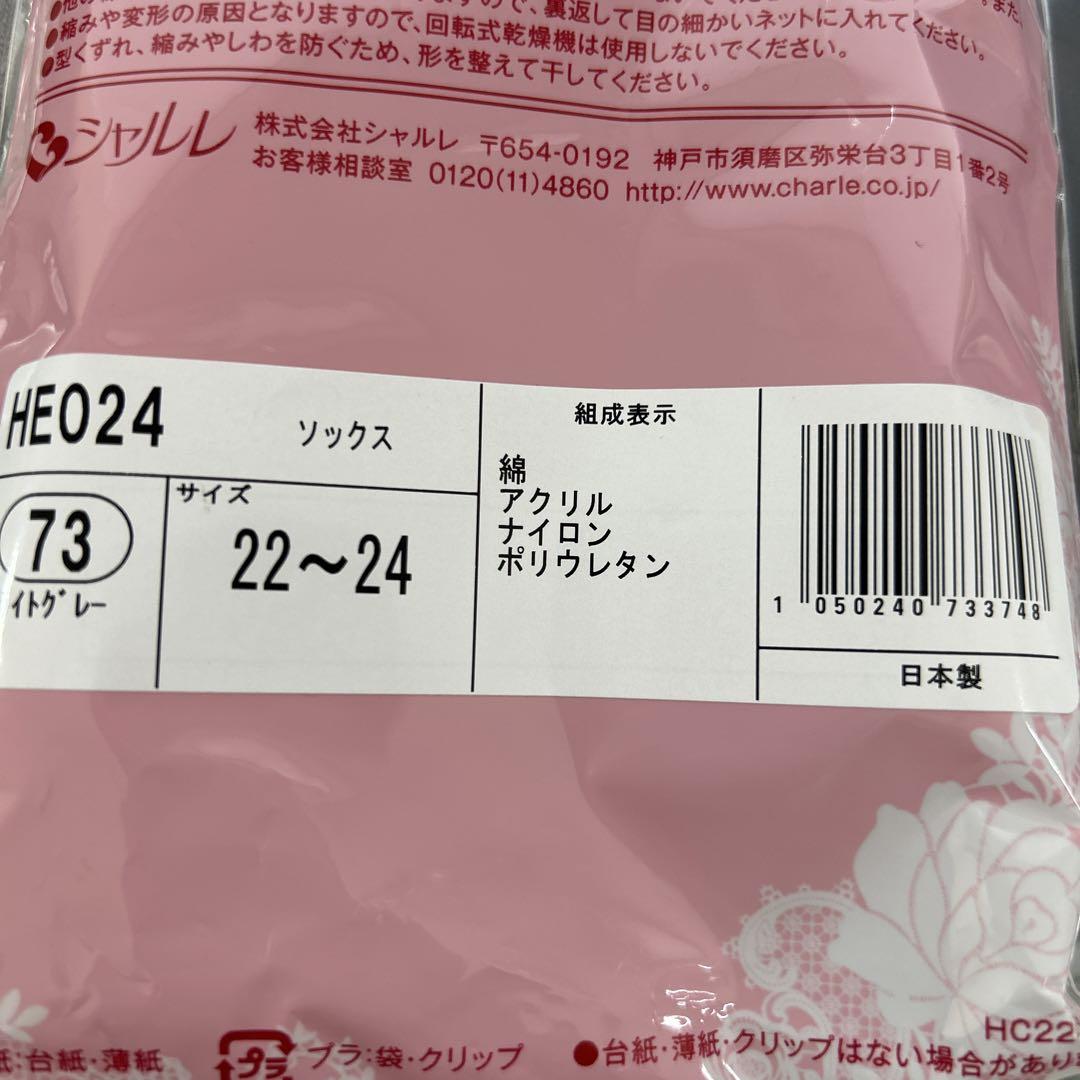 裏返して目の細かいネットに入れてください。また、
●縮みや変形の原因となりますので、回転式乾燥機は使用しないでください。
●型くずれ、縮みやしわを防ぐため、形を整えて干してください。
シャルレ
株式会社シャルレ 〒654-0192 神戸市須磨区弥栄台3丁目1番2号
お客様相談室 0120(11)4860 http://www.charle.co.jp/
HE024 ソックス
73
イトグレー
サイズ
22～24
組成表示
綿
アクリル
ナイロン
ポリウレタン
1 050240 733748
日本製
HC22
紙:台紙・薄紙
プラ
プラ:袋・クリップ
●台紙・薄紙・クリップはない場合があり